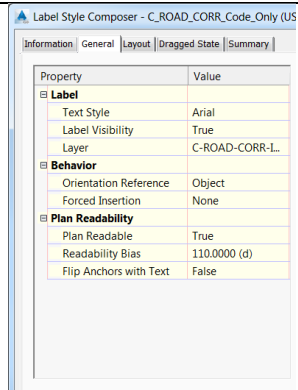 Label Style Composer - C_ROAD_CORR_Code_Only (US
Information General Layout Dragged State Summary
Property Value
Label
Text Style Arial
Label Visibility True
Layer C-ROAD-CORR-I...
Behavior
Orientation Reference Object
Forced Insertion None
Plan Readability
Plan Readable True
Readability Bias 110.0000 (d)
Flip Anchors with Text False